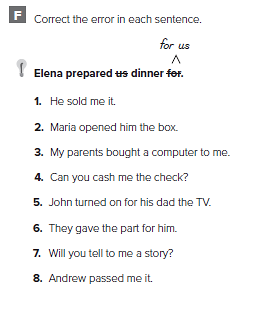 F Correct the error in each sentence.
for us
Elena prepared us dinner for.
1. He sold me it.
2. Maria opened him the box.
3. My parents bought a computer to me.
4. Can you cash me the check?
5. John turned on for his dad the TV.
6. They gave the part for him.
7. Will you tell to me a story?
8. Andrew passed me it.